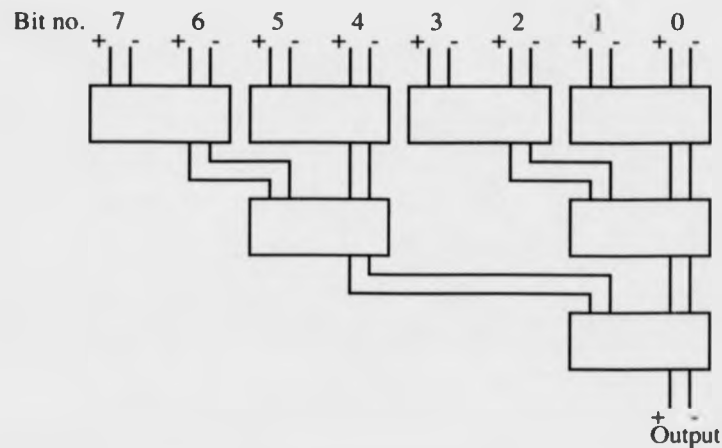 Bit no. 7 6 5 4 3 2 1 0
+ - + - + - + - + - + - + - + -
+ -
Output